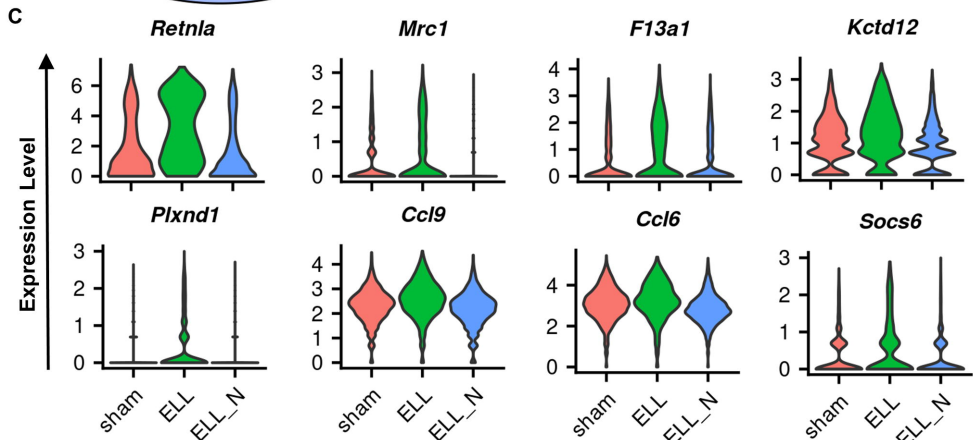 C
Retnla
Mrc1
F13a1
Kctd12
6
4
2
0
3
2
1
0
4
3
2
1
0
3
2
1
0
Expression Level
Plxnd1
Ccl9
Ccl6
Socs6
3
2
1
0
4
3
2
1
0
4
2
0
3
2
1
0
sham
ELL
ELL_N
sham
ELL
ELL_N
sham
ELL
ELL_N
sham
ELL
ELL_N